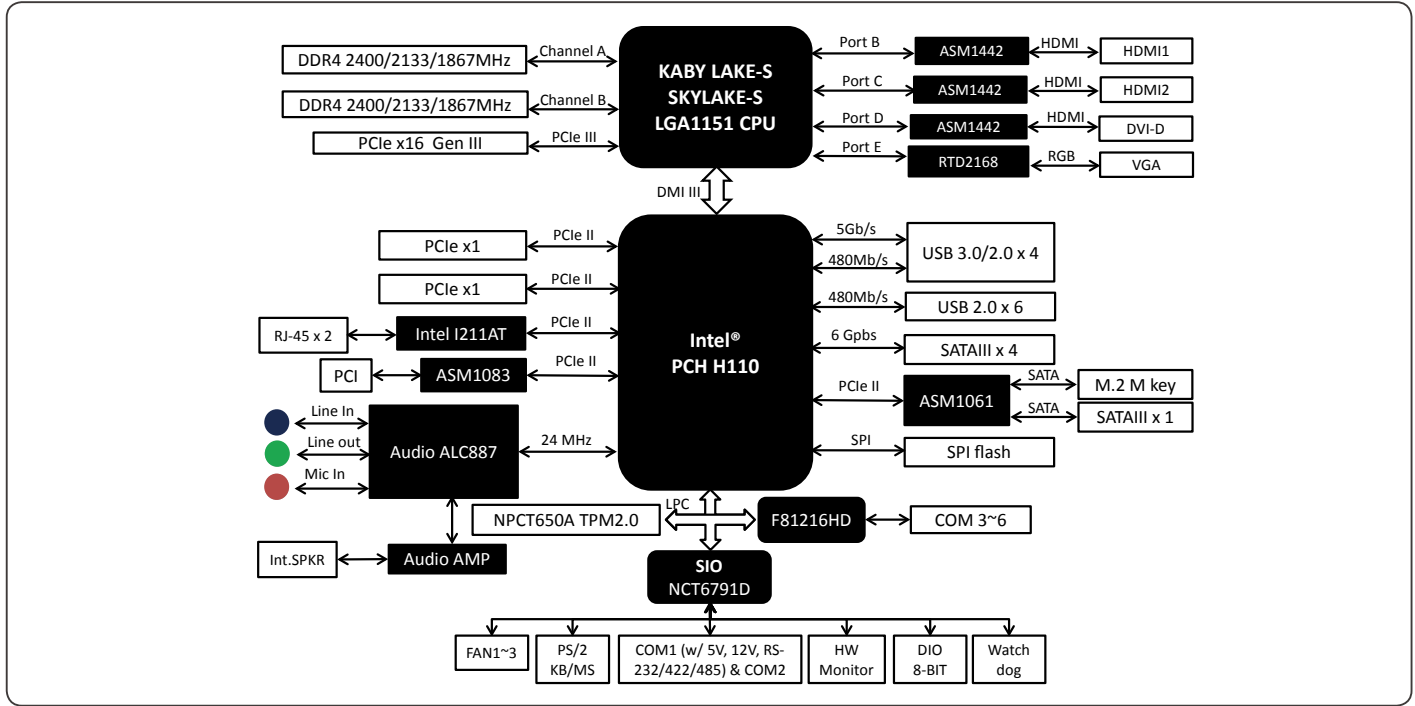 DDR4 2400/2133/1867MHz
Channel A
DDR4 2400/2133/1867MHz
Channel B
PCIe x16 Gen III
PCIe III
KABY LAKE-S
SKYLAKE-S
LGA1151 CPU
Port B
ASM1442
HDMI
HDMI1
Port C
ASM1442
HDMI
HDMI2
Port D
ASM1442
HDMI
DVI-D
Port E
RTD2168
RGB
VGA
DMI III
PCIe x1
PCIe II
PCIe x1
PCIe II
RJ-45 x 2
Intel I211AT
PCIe II
PCI
ASM1083
PCIe II
Line In
Line out
Mic In
Audio ALC887
24 MHz
Intel®
PCH H110
5Gb/s
480Mb/s
USB 3.0/2.0 x 4
480Mb/s
USB 2.0 x 6
6 Gpbs
SATAIII x 4
PCIe II
ASM1061
SATA
M.2 M key
SATA
SATAIII x 1
SPI
SPI flash
LPC
NPCT650A TPM2.0
F81216HD
COM 3~6
Int.SPKR
Audio AMP
SIO
NCT6791D
FAN1~3
PS/2
KB/MS
COM1 (w/ 5V, 12V, RS-
232/422/485) & COM2
HW
Monitor
DIO
8-BIT
Watch
dog